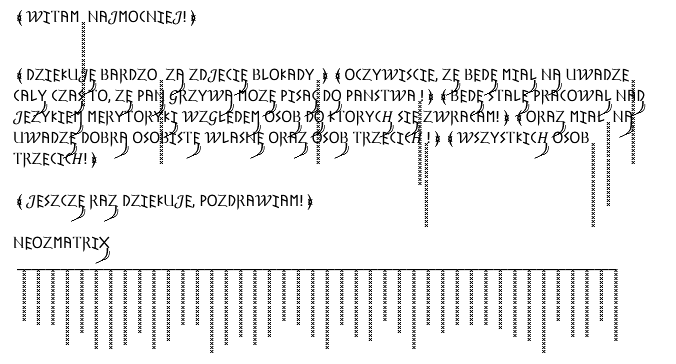 ( WITAM NAJMOCNIEJ! )
( DZIEKUJE BARDZO ZA ZDJECIE BLOKADY ) ( OCZYWISCIE, ZE BEDE MIAL NA UWADZE
CALY CZAS TO, ZE PAN GRZYWA MOZE PISAC DO PANSTWA! ) ( BEDE STALE PRACOWAL NAD
JEZYKIEM MERYTORYKI WZGLEDEM OSOB DO KTORYCH SIE ZWRACAM! ) ( ORAZ MIAL NA
UWADZE DOBRA OSOBISTE WLASNE ORAZ OSOB TRZECICH! ) ( WSZYSTKICH OSOB
TRZECICH! )
( JESZCZE RAZ DZIEKUJE, POZDRAWIAM! )
NEOZMATRIX